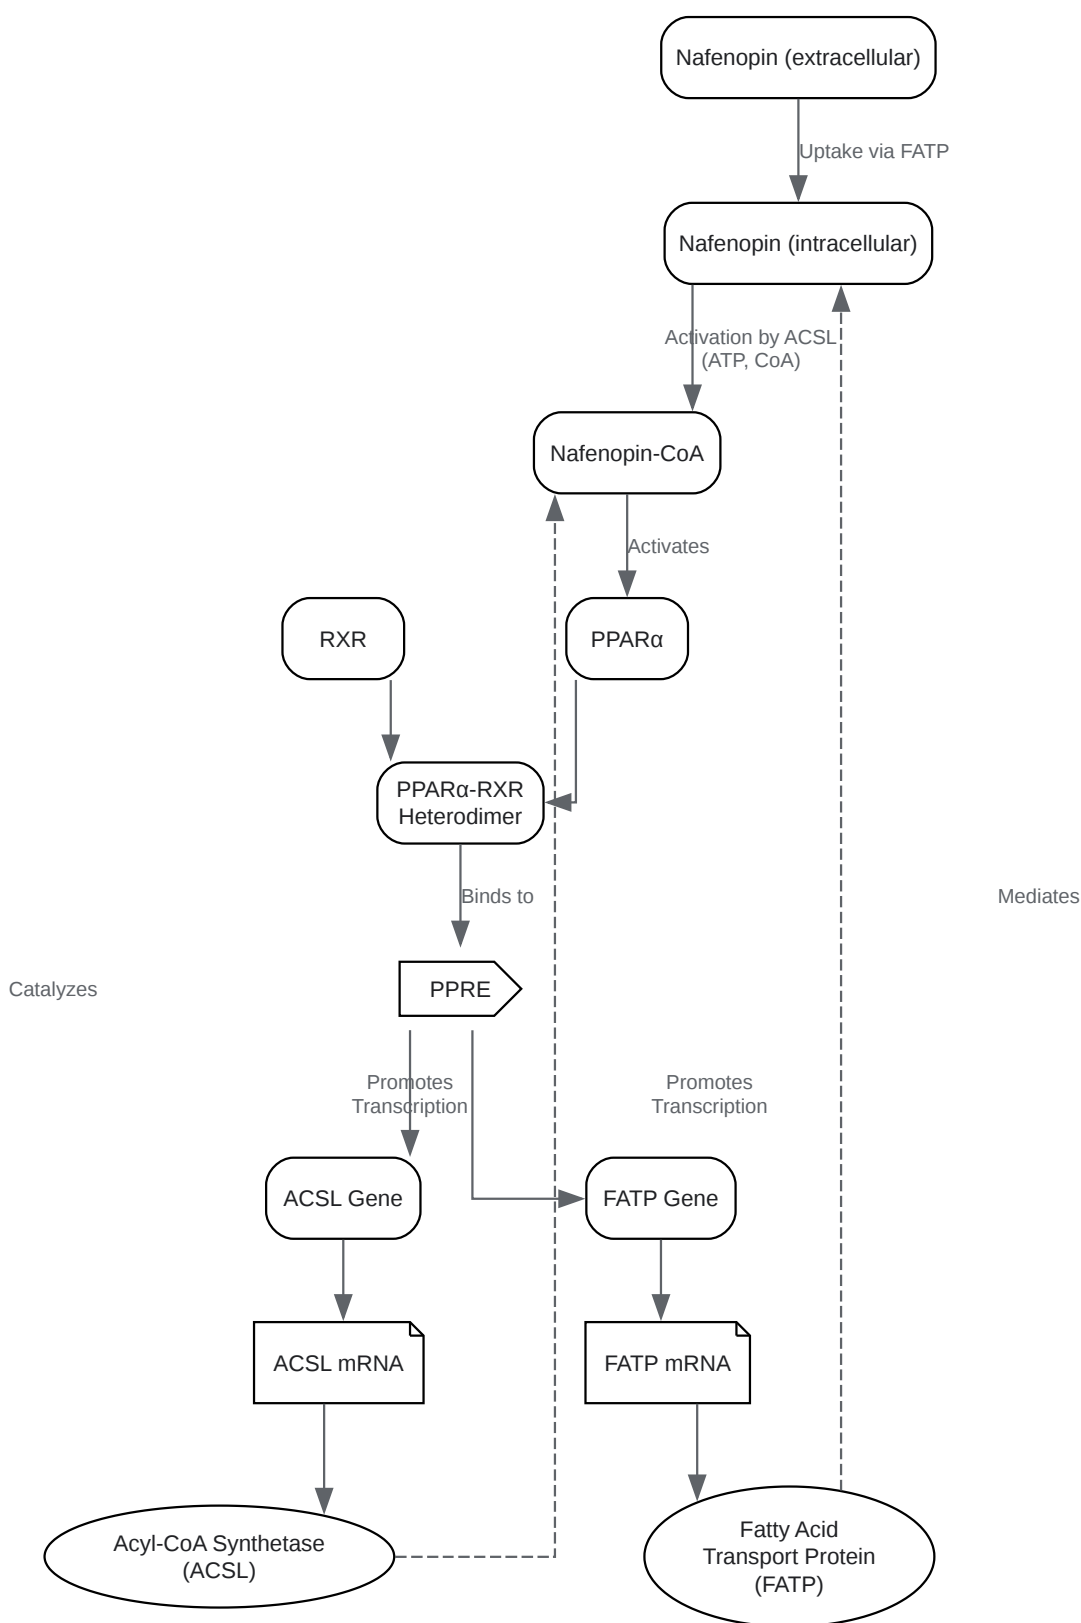 Nafenopin (extracellular)
Uptake via FATP
Nafenopin (intracellular)
Activation by ACSL
(ATP, CoA)
Nafenopin-CoA
Activates
RXR
PPARα
PPARα-RXR
Heterodimer
Binds to
Mediates
Catalyzes
PPRE
Promotes
Transcription
Promotes
Transcription
ACSL Gene
FATP Gene
ACSL mRNA
FATP mRNA
Acyl-CoA Synthetase
(ACSL)
Fatty Acid
Transport Protein
(FATP)